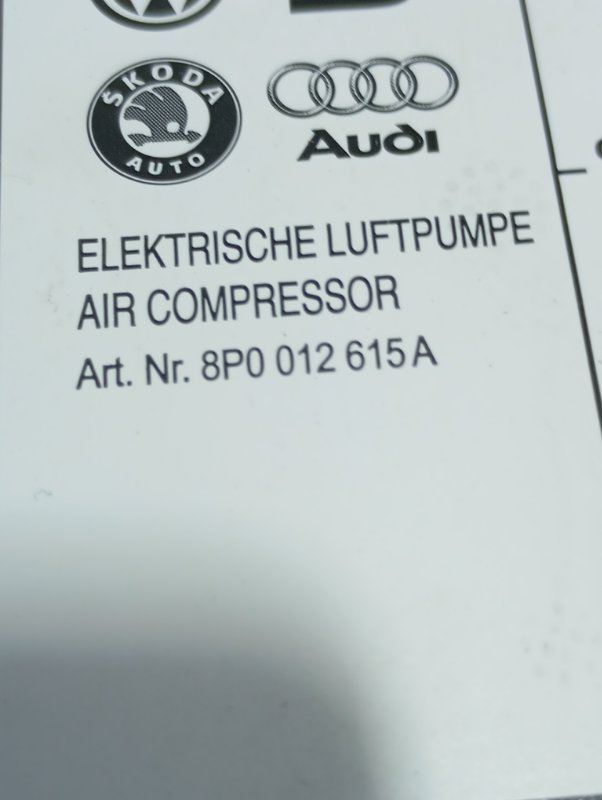 ŠKODA
AUTO
Audi
ELEKTRISCHE LUFTPUMPE
AIR COMPRESSOR
Art. Nr. 8P0 012 615 A